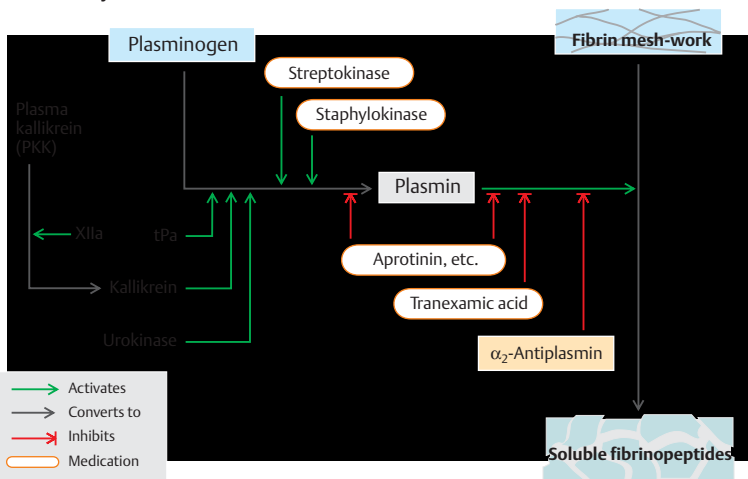 Plasminogen
Fibrin mesh-work
Streptokinase
Staphylokinase
Plasma
kallikrein
(PKK)
Plasmin
XIIa
tPa
Aprotinin, etc.
Kallikrein
Tranexamic acid
Urokinase
α2-Antiplasmin
Activates
Converts to
Inhibits
Medication
Soluble fibrinopeptides